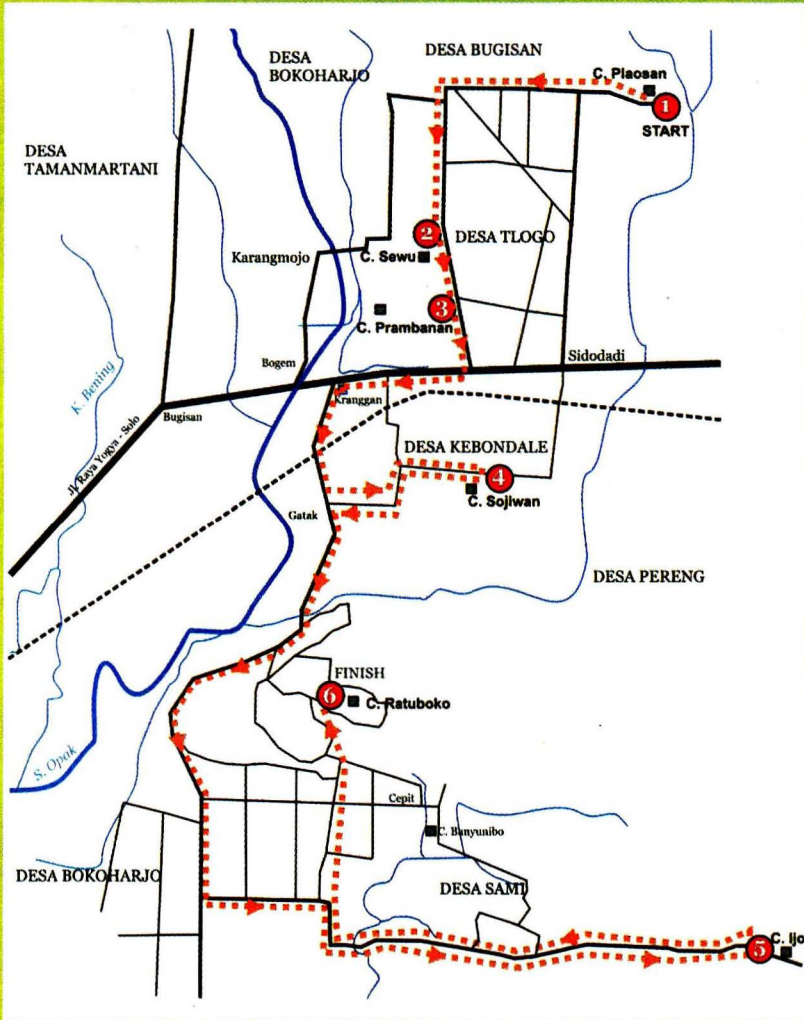 DESA BUGISAN
DESA
BOKOHARJO
C. Plaosan
1
START
DESA
TAMANMARTANI
2
DESA TLOGO
Karangmojo
C. Sewu
3
C. Prambanan
Bogem
Sidodadi
K. Bening
Kranggan
Bugisan
Jl. Raya Yogya - Solo
DESA KEBONDALE
4
C. Sojiwan
Gatak
DESA PERENG
FINISH
6
C. Ratuboko
S. Opak
Cepit
C. Banyunibo
DESA BOKOHARJO
DESA SAMI
C. Ijo
5